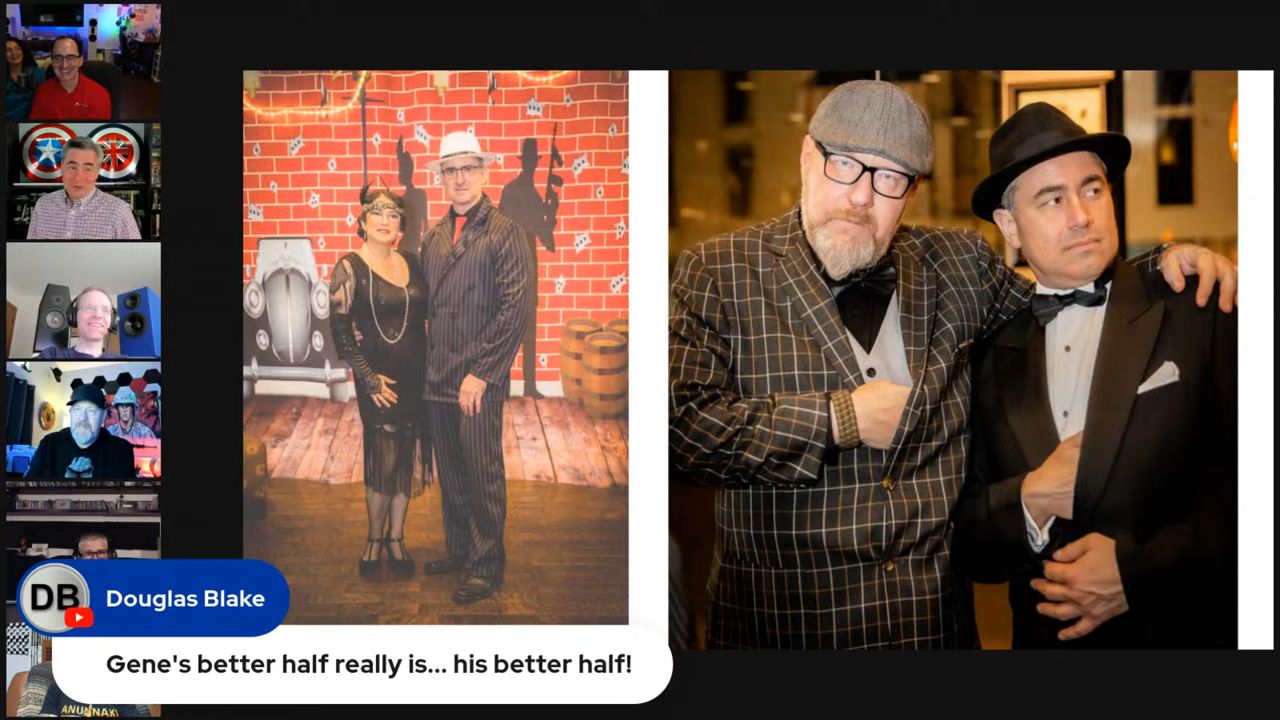 DB
Douglas Blake
Gene's better half really is... his better half!
ANUNNAKI